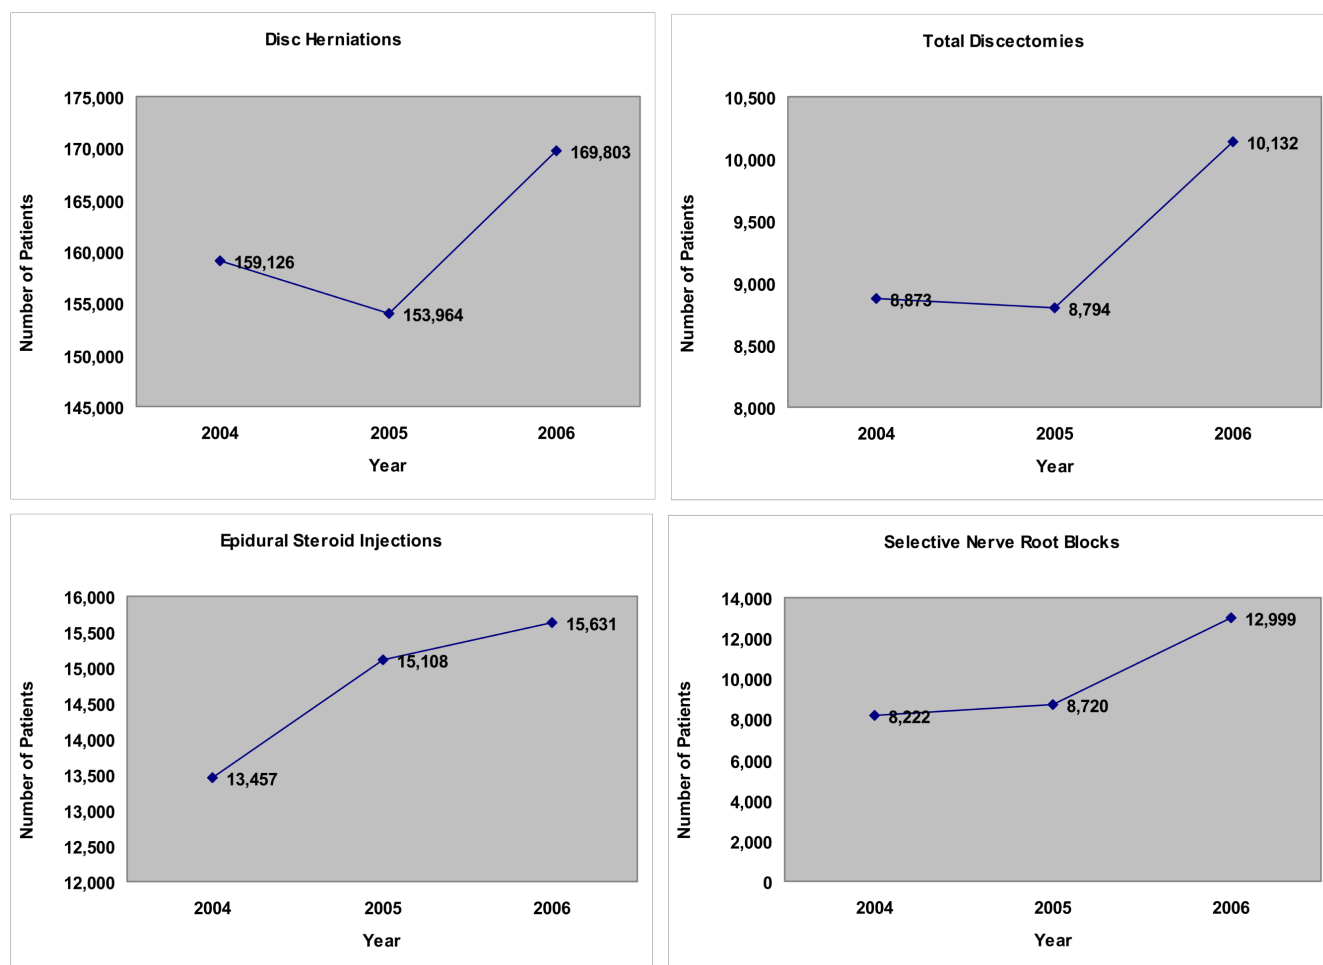 Disc Herniations
175,000
170,000
165,000
160,000
155,000
150,000
145,000
Number of Patients
159,126
153,964
169,803
2004 2005 2006
Year
Total Discectomies
10,500
10,000
9,500
9,000
8,500
8,000
Number of Patients
8,873
8,794
10,132
2004 2005 2006
Year
Epidural Steroid Injections
16,000
15,500
15,000
14,500
14,000
13,500
13,000
12,500
12,000
Number of Patients
13,457
15,108
15,631
2004 2005 2006
Year
Selective Nerve Root Blocks
14,000
12,000
10,000
8,000
6,000
4,000
2,000
0
Number of Patients
8,222
8,720
12,999
2004 2005 2006
Year